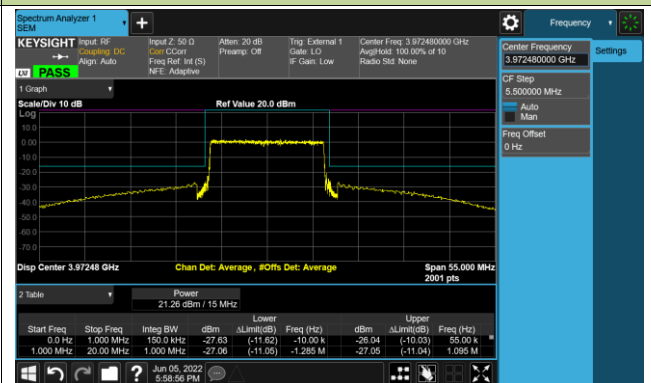 Spectrum Analyzer 1
SEM
Frequency
KEYSIGHT
Input: RF
Coupling: DC
Align: Auto
Input Z: 50 Ω
Corr CCorr
Freq Ref: Int (S)
NFE: Adaptive
Atten: 20 dB
Preamp: Off
Trig: External 1
Gate: LO
IF Gain: Low
Center Freq: 3.972480000 GHz
Avg|Hold: 100.00% of 10
Radio Std: None
LXI PASS
Center Frequency
3.972480000 GHz
Settings
CF Step
5.500000 MHz
Auto
Man
Freq Offset
0 Hz
1 Graph
Scale/Div 10 dB
Ref Value 20.0 dBm
Log
10.0
0.00
-10.0
-20.0
-30.0
-40.0
-50.0
-60.0
-70.0
Disp Center 3.97248 GHz
Chan Det: Average, #Offs Det: Average
Span 55.000 MHz
2001 pts
2 Table
Power
21.26 dBm / 15 MHz
Lower Upper
Start Freq Stop Freq Integ BW dBm ΔLimit(dB) Freq (Hz) dBm ΔLimit(dB) Freq (Hz)
0.0 Hz 1.000 MHz 150.0 kHz -27.63 (-11.62) -10.00 k -26.04 (-10.03) 55.00 k
1.000 MHz 20.00 MHz 1.000 MHz -27.06 (-11.05) -1.285 M -27.05 (-11.04) 1.095 M
?
Jun 05, 2022
5:58:56 PM